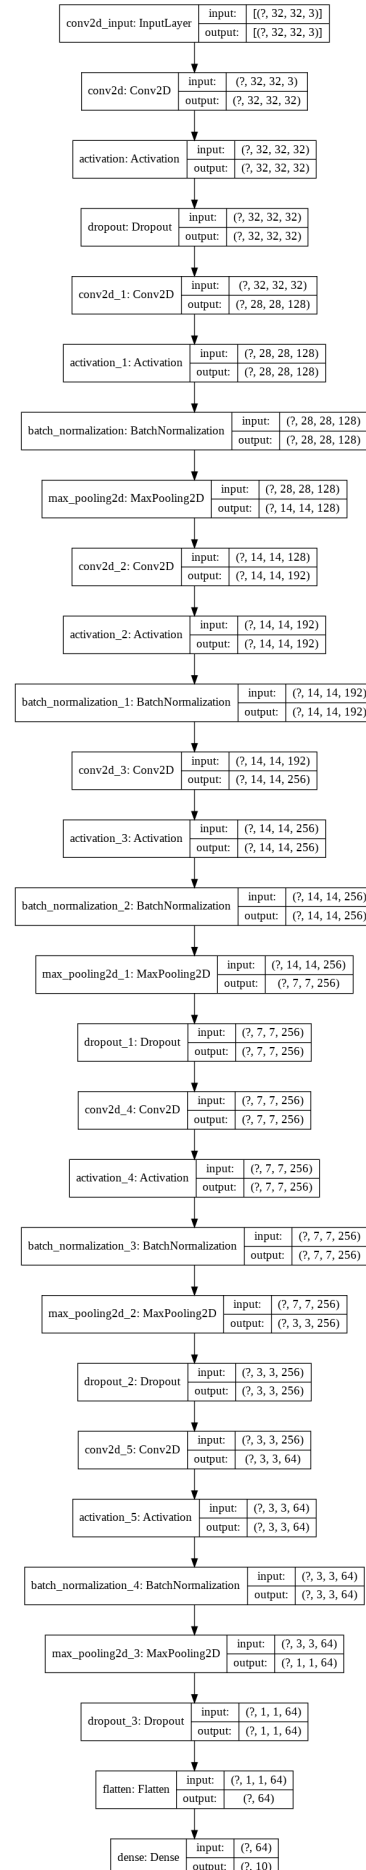 conv2d_input: InputLayer input: [(?, 32, 32, 3)]
output: [(?, 32, 32, 3)]
conv2d: Conv2D input: (?, 32, 32, 3)
output: (?, 32, 32, 32)
activation: Activation input: (?, 32, 32, 32)
output: (?, 32, 32, 32)
dropout: Dropout input: (?, 32, 32, 32)
output: (?, 32, 32, 32)
conv2d_1: Conv2D input: (?, 32, 32, 32)
output: (?, 28, 28, 128)
activation_1: Activation input: (?, 28, 28, 128)
output: (?, 28, 28, 128)
batch_normalization: BatchNormalization input: (?, 28, 28, 128)
output: (?, 28, 28, 128)
max_pooling2d: MaxPooling2D input: (?, 28, 28, 128)
output: (?, 14, 14, 128)
conv2d_2: Conv2D input: (?, 14, 14, 128)
output: (?, 14, 14, 192)
activation_2: Activation input: (?, 14, 14, 192)
output: (?, 14, 14, 192)
batch_normalization_1: BatchNormalization input: (?, 14, 14, 192)
output: (?, 14, 14, 192)
conv2d_3: Conv2D input: (?, 14, 14, 192)
output: (?, 14, 14, 256)
activation_3: Activation input: (?, 14, 14, 256)
output: (?, 14, 14, 256)
batch_normalization_2: BatchNormalization input: (?, 14, 14, 256)
output: (?, 14, 14, 256)
max_pooling2d_1: MaxPooling2D input: (?, 14, 14, 256)
output: (?, 7, 7, 256)
dropout_1: Dropout input: (?, 7, 7, 256)
output: (?, 7, 7, 256)
conv2d_4: Conv2D input: (?, 7, 7, 256)
output: (?, 7, 7, 256)
activation_4: Activation input: (?, 7, 7, 256)
output: (?, 7, 7, 256)
batch_normalization_3: BatchNormalization input: (?, 7, 7, 256)
output: (?, 7, 7, 256)
max_pooling2d_2: MaxPooling2D input: (?, 7, 7, 256)
output: (?, 3, 3, 256)
dropout_2: Dropout input: (?, 3, 3, 256)
output: (?, 3, 3, 256)
conv2d_5: Conv2D input: (?, 3, 3, 256)
output: (?, 3, 3, 64)
activation_5: Activation input: (?, 3, 3, 64)
output: (?, 3, 3, 64)
batch_normalization_4: BatchNormalization input: (?, 3, 3, 64)
output: (?, 3, 3, 64)
max_pooling2d_3: MaxPooling2D input: (?, 3, 3, 64)
output: (?, 1, 1, 64)
dropout_3: Dropout input: (?, 1, 1, 64)
output: (?, 1, 1, 64)
flatten: Flatten input: (?, 1, 1, 64)
output: (?, 64)
dense: Dense input: (?, 64)
output: (?, 10)